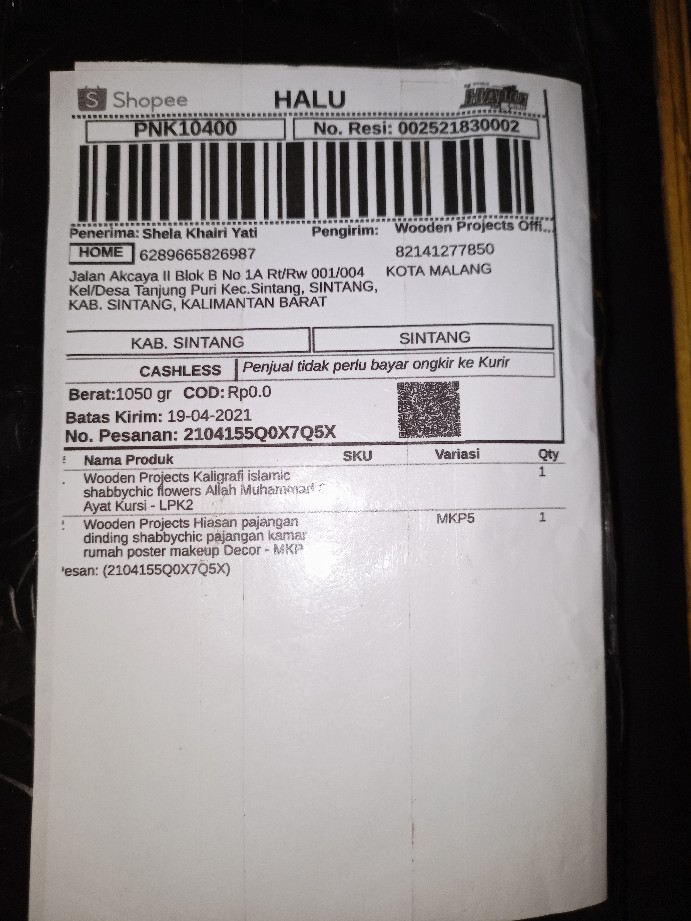 Shopee HALU
PNK10400 No. Resi: 002521830002
Penerima: Shela Khairi Yati Pengirim: Wooden Projects Offi...
HOME 6289665826987 82141277850
Jalan Akcaya II Blok B No 1A Rt/Rw 001/004 KOTA MALANG
Kel/Desa Tanjung Puri Kec.Sintang, SINTANG,
KAB. SINTANG, KALIMANTAN BARAT
KAB. SINTANG SINTANG
CASHLESS Penjual tidak perlu bayar ongkir ke Kurir
Berat:1050 gr COD: Rp0.0
Batas Kirim: 19-04-2021
No. Pesanan: 2104155Q0X7Q5X
Nama Produk SKU Variasi Qty
Wooden Projects Kaligrafi islamic 1
shabbychic flowers Allah Muhammad
Ayat Kursi - LPK2
Wooden Projects Hiasan pajangan MKP5 1
dinding shabbychic pajangan kamar
rumah poster makeup Decor - MKP
esan: (2104155Q0X7Q5X)